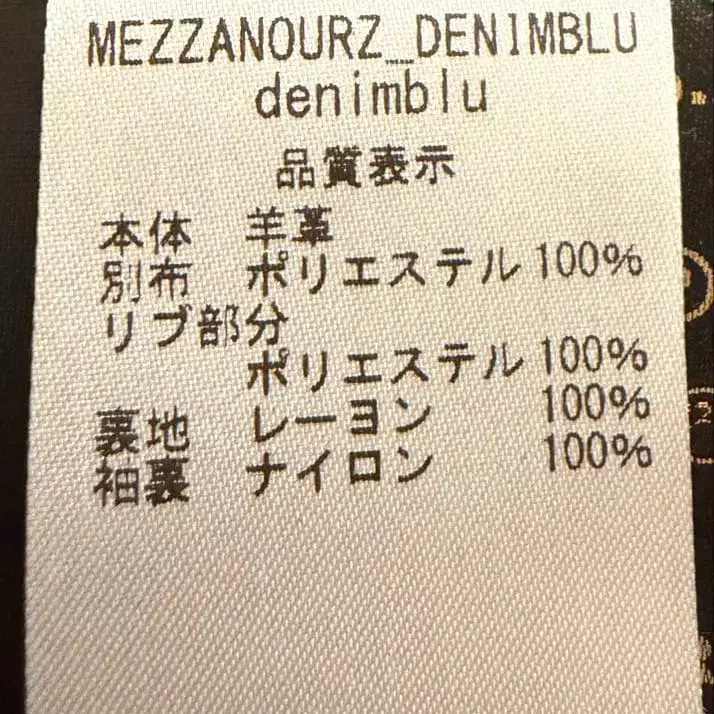 MEZZANOURZ_DENIMBLU
denimblu
品質表示
本体 羊革
別布 ポリエステル 100%
リブ部分
ポリエステル 100%
裏地 レーヨン 100%
袖裏 ナイロン 100%